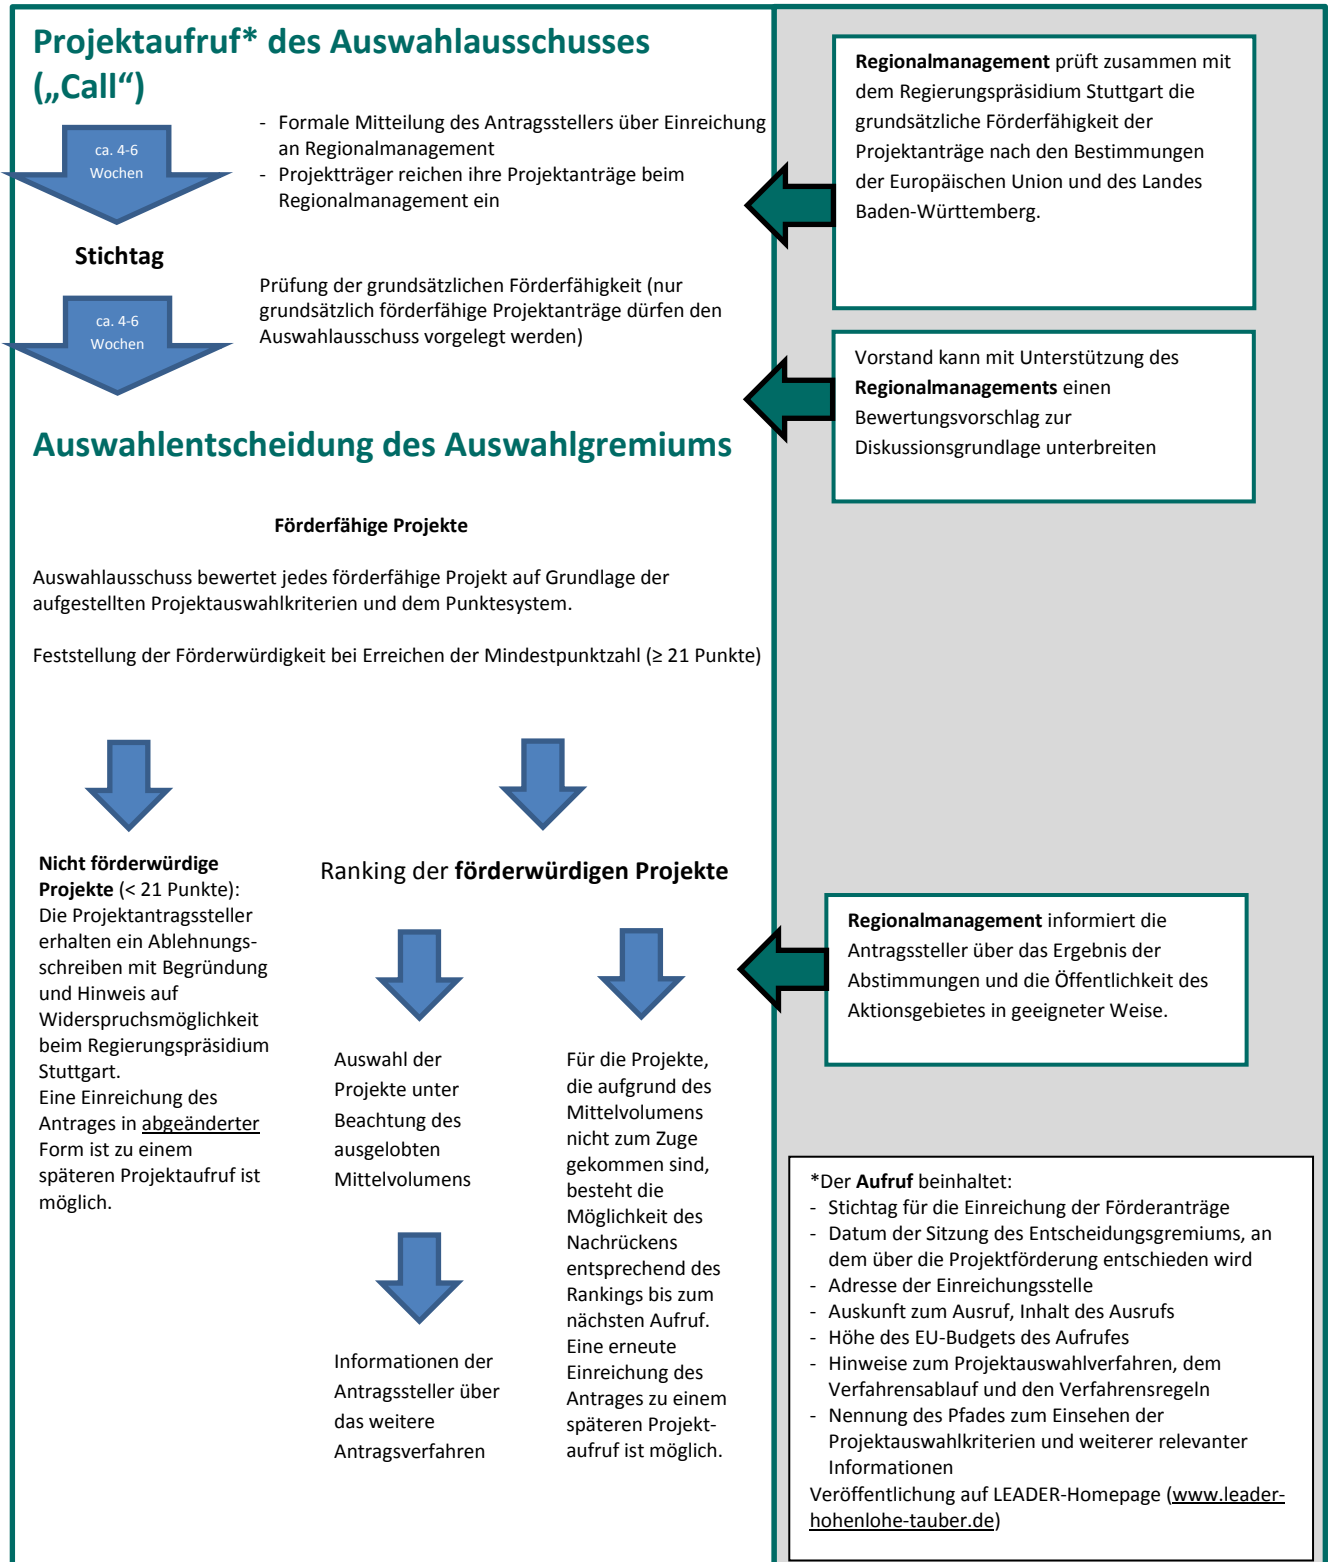 Projektaufruf* des Auswahlausschusses
(„Call“)
ca. 4-6
Wochen
- Formale Mitteilung des Antragsstellers über Einreichung
an Regionalmanagement
- Projektträger reichen ihre Projektanträge beim
Regionalmanagement ein
Regionalmanagement prüft zusammen mit
dem Regierungspräsidium Stuttgart die
grundsätzliche Förderfähigkeit der
Projektanträge nach den Bestimmungen
der Europäischen Union und des Landes
Baden-Württemberg.
Stichtag
ca. 4-6
Wochen
Prüfung der grundsätzlichen Förderfähigkeit (nur
grundsätzlich förderfähige Projektanträge dürfen den
Auswahlausschuss vorgelegt werden)
Vorstand kann mit Unterstützung des
Regionalmanagements einen
Bewertungsvorschlag zur
Diskussionsgrundlage unterbreiten
Auswahlentscheidung des Auswahlgremiums
Förderfähige Projekte
Auswahlausschuss bewertet jedes förderfähige Projekt auf Grundlage der
aufgestellten Projektauswahlkriterien und dem Punktesystem.
Feststellung der Förderwürdigkeit bei Erreichen der Mindestpunktzahl (≥ 21 Punkte)
Nicht förderwürdige
Projekte (< 21 Punkte):
Die Projektantragssteller
erhalten ein Ablehnungs-
schreiben mit Begründung
und Hinweis auf
Widerspruchsmöglichkeit
beim Regierungspräsidium
Stuttgart.
Eine Einreichung des
Antrages in abgeänderter
Form ist zu einem
späteren Projektaufruf ist
möglich.
Ranking der förderwürdigen Projekte
Auswahl der
Projekte unter
Beachtung des
ausgelobten
Mittelvolumens
Informationen der
Antragssteller über
das weitere
Antragsverfahren
Für die Projekte,
die aufgrund des
Mittelvolumens
nicht zum Zuge
gekommen sind,
besteht die
Möglichkeit des
Nachrückens
entsprechend des
Rankings bis zum
nächsten Aufruf.
Eine erneute
Einreichung des
Antrages zu einem
späteren Projekt-
aufruf ist möglich.
Regionalmanagement informiert die
Antragssteller über das Ergebnis der
Abstimmungen und die Öffentlichkeit des
Aktionsgebietes in geeigneter Weise.
*Der Aufruf beinhaltet:
- Stichtag für die Einreichung der Förderanträge
- Datum der Sitzung des Entscheidungsgremiums, an
dem über die Projektförderung entschieden wird
- Adresse der Einreichungsstelle
- Auskunft zum Ausruf, Inhalt des Ausrufs
- Höhe des EU-Budgets des Aufrufes
- Hinweise zum Projektauswahlverfahren, dem
Verfahrensablauf und den Verfahrensregeln
- Nennung des Pfades zum Einsehen der
Projektauswahlkriterien und weiterer relevanter
Informationen
Veröffentlichung auf LEADER-Homepage (www.leader-
hohenlohe-tauber.de)